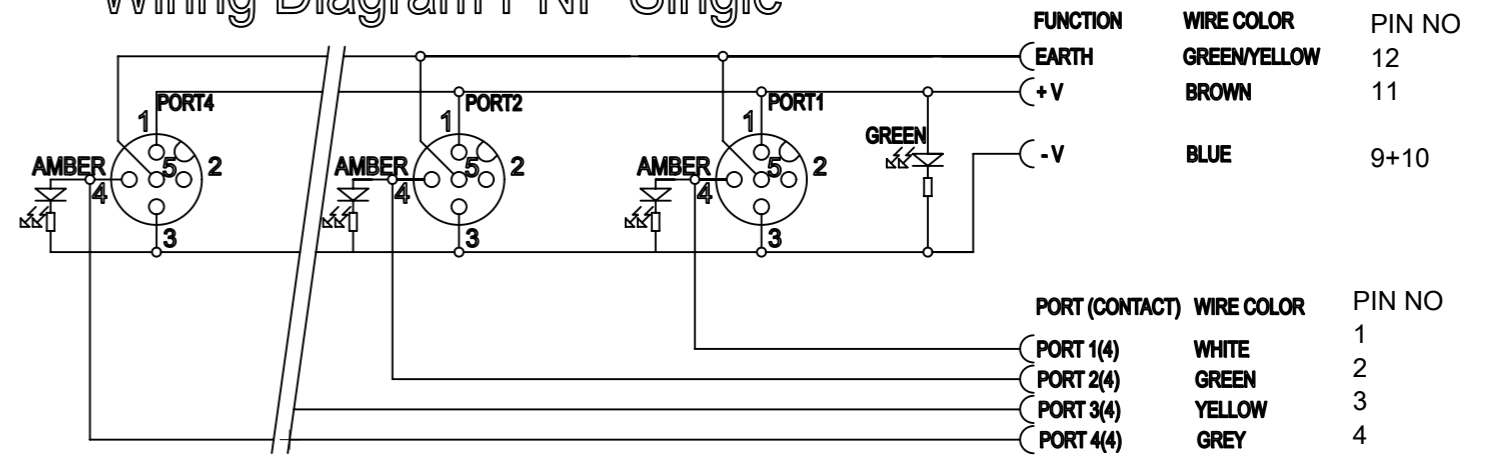 Wiring Diagram PNP Single
FUNCTION WIRE COLOR PIN NO
EARTH GREEN/YELLOW 12
+ V BROWN 11
- V BLUE 9+10
PORT4 PORT2 PORT1
1 1 1
GREEN
AMBER 5 2 AMBER 5 2 AMBER 5 2
4 4 4
3 3 3
PORT (CONTACT) WIRE COLOR PIN NO
PORT 1(4) WHITE 1
PORT 2(4) GREEN 2
PORT 3(4) YELLOW 3
PORT 4(4) GREY 4